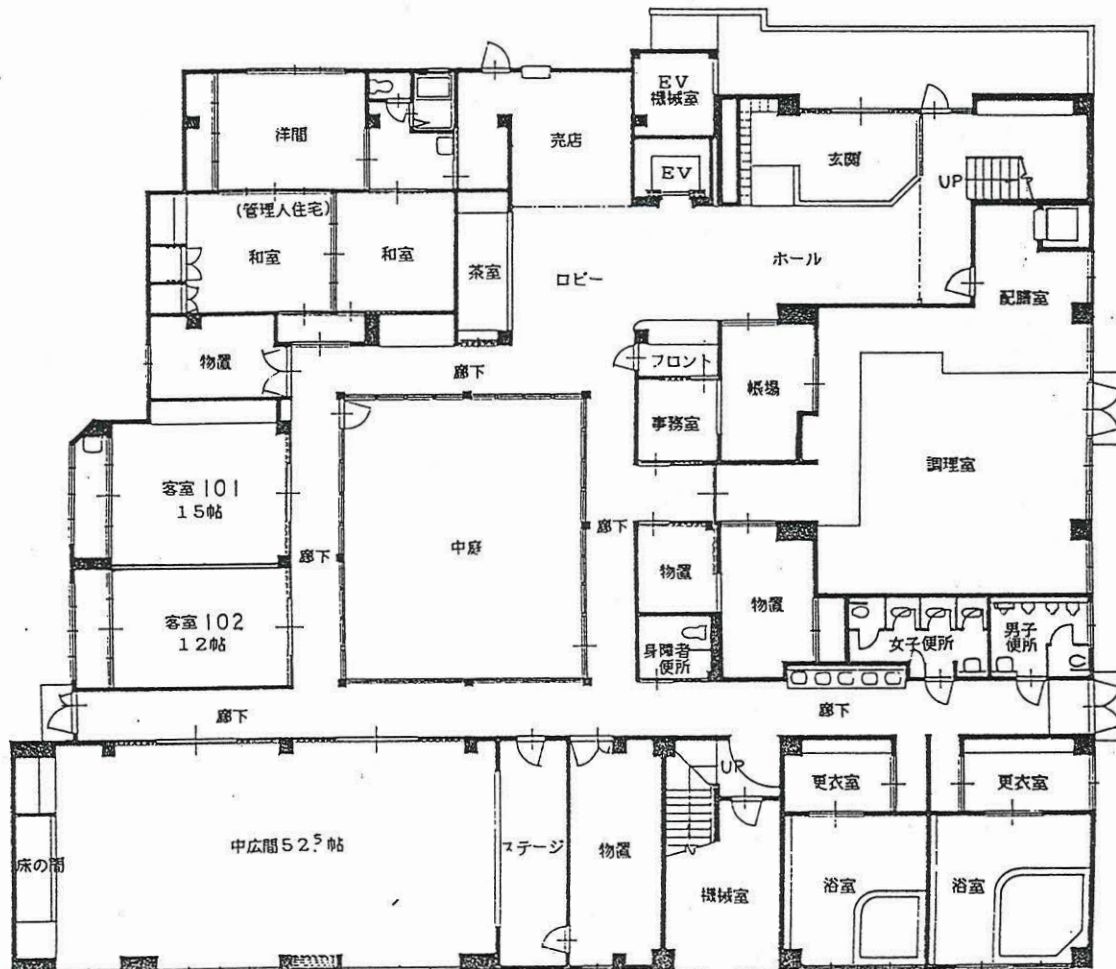 EV
機械室
洋間
売店
玄関
EV
UP
(管理人住宅)
和室
和室
茶室
ロビー
ホール
配膳室
物置
廊下
フロント
帳場
事務室
調理室
客室 101
15帖
廊下
中庭
廊下
物置
物置
客室 102
12帖
身障者
便所
女子便所
男子
便所
廊下
廊下
UP
更衣室
更衣室
床の間
中広間 52.5帖
ステージ
物置
機械室
浴室
浴室